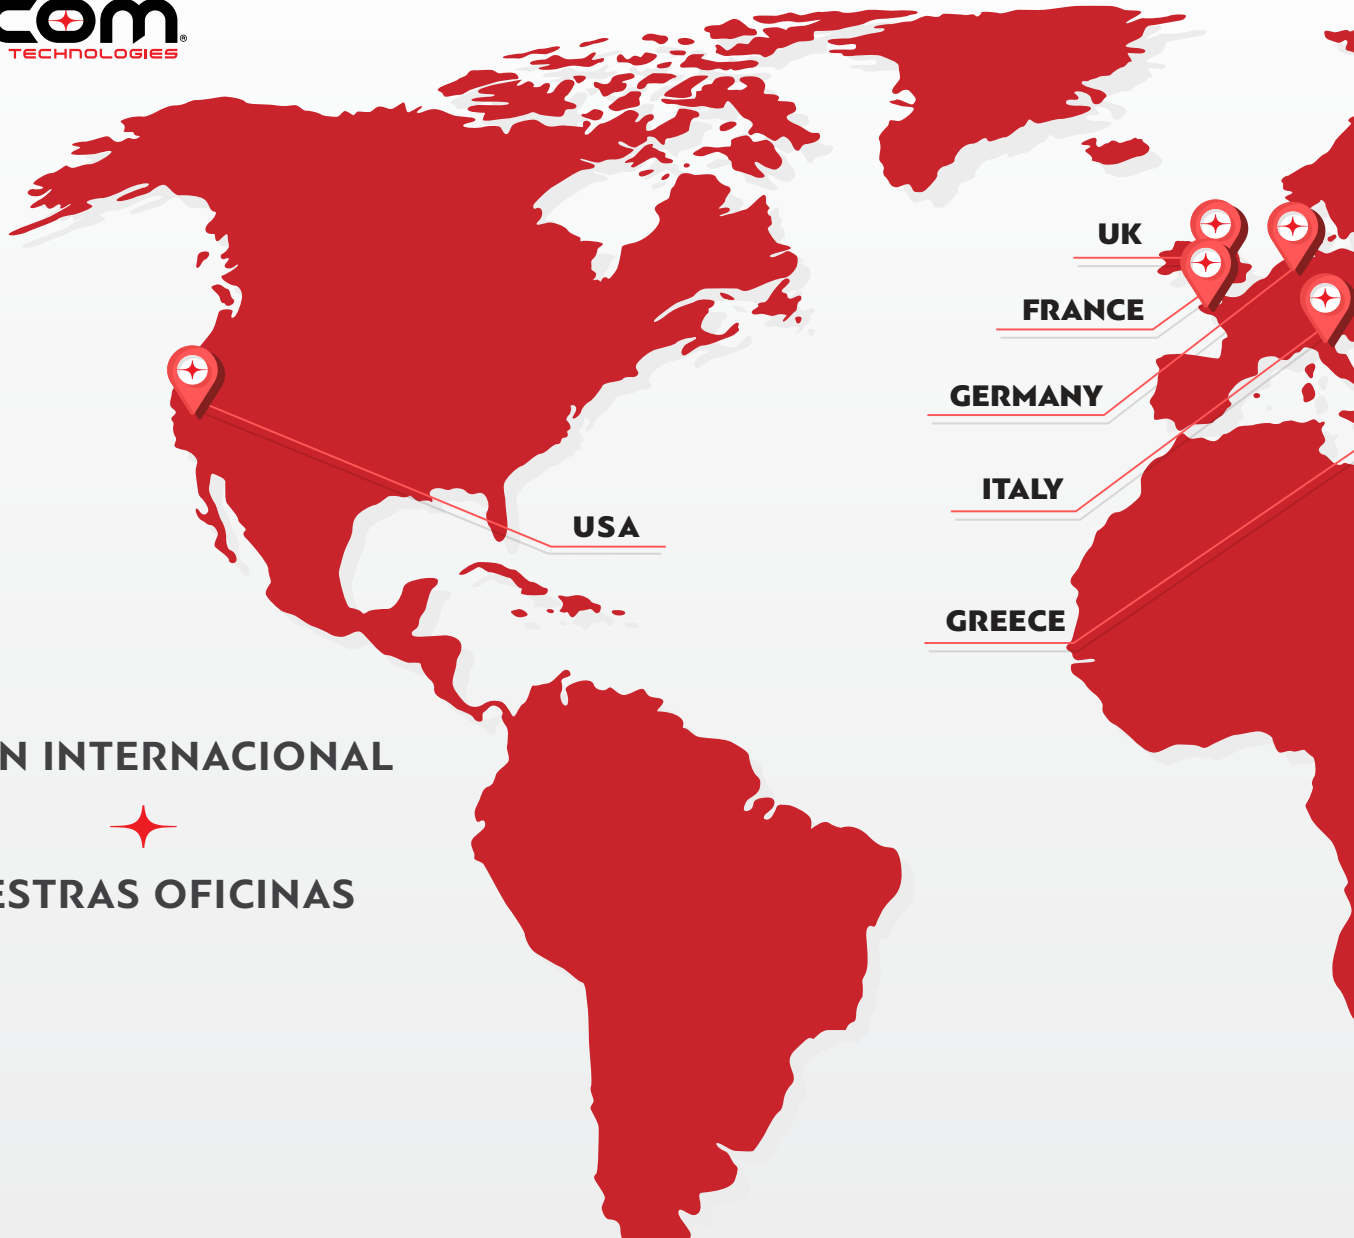 com®
TECHNOLOGIES
UK
FRANCE
GERMANY
ITALY
USA
GREECE
N INTERNACIONAL
ESTRAS OFICINAS